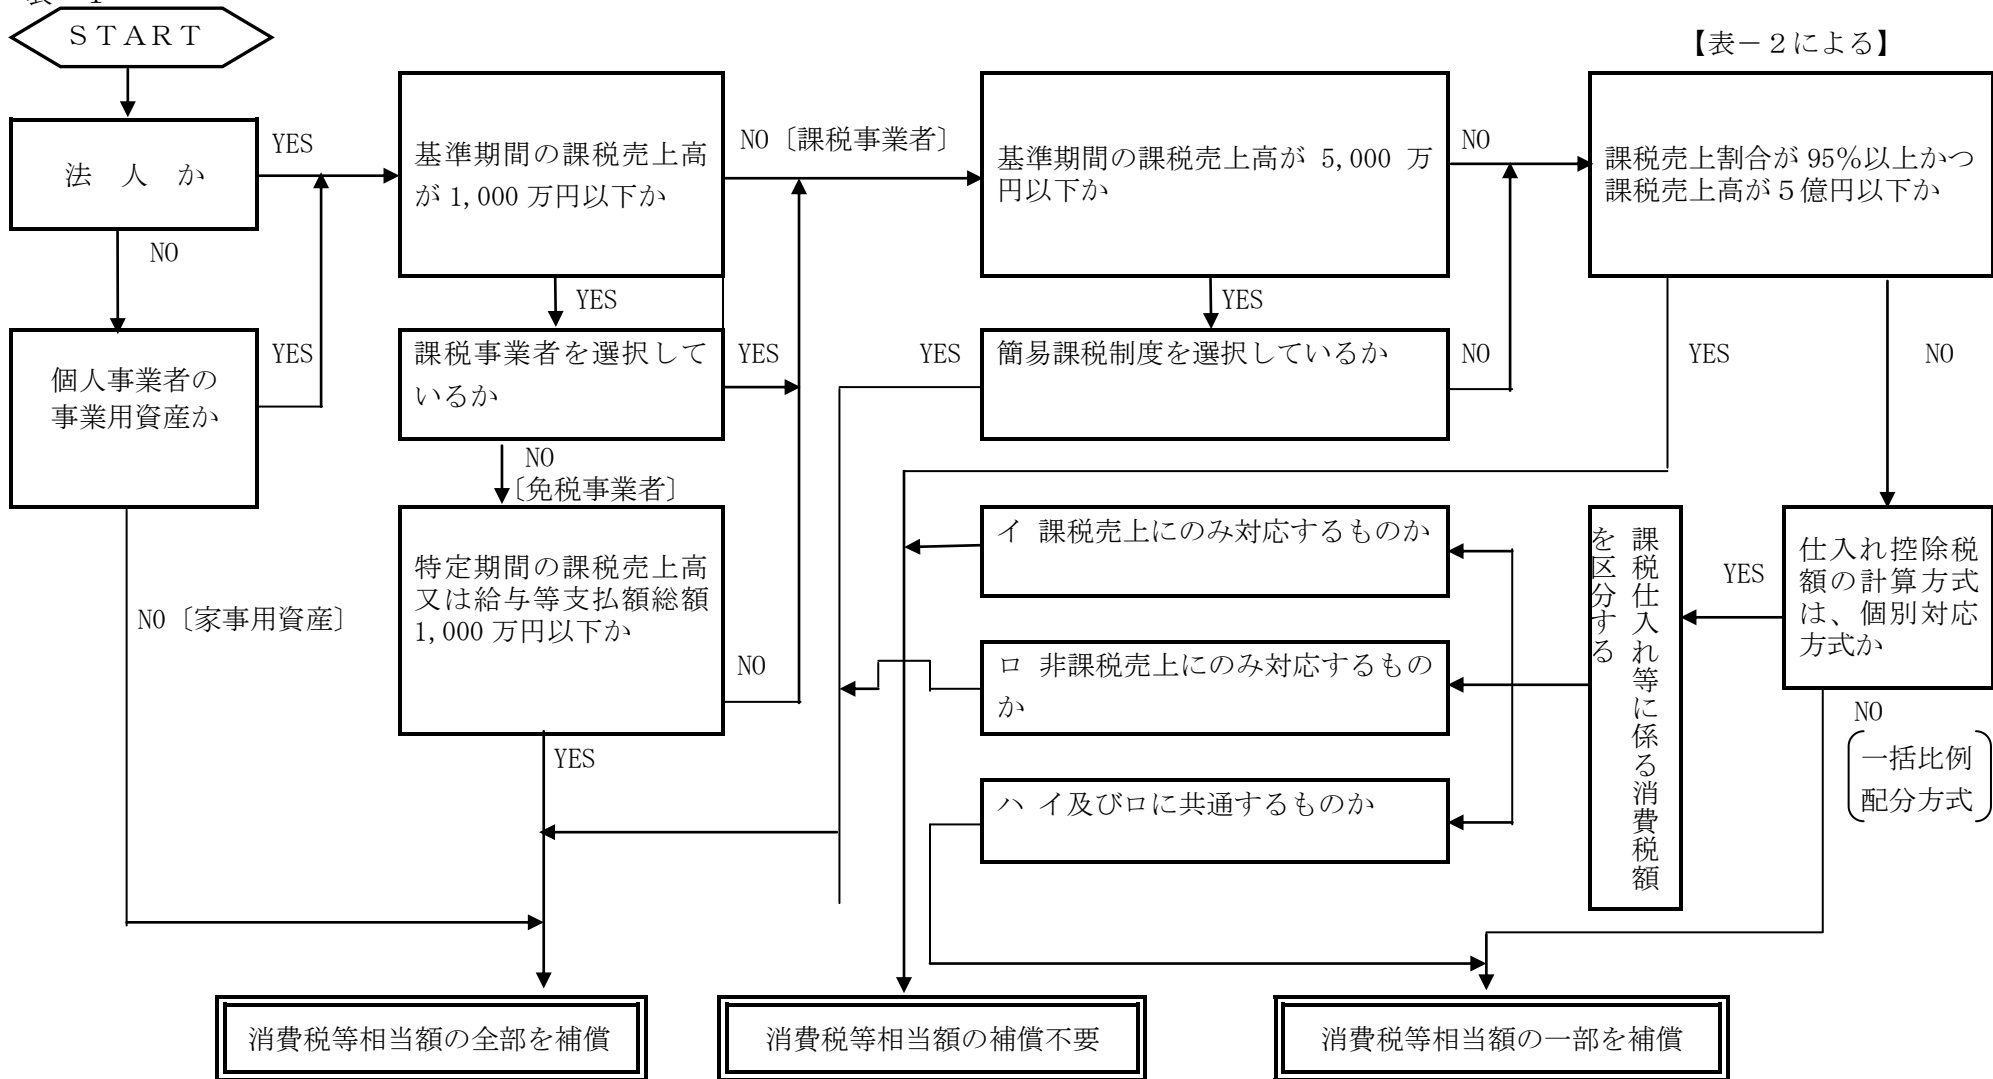 表－1
ＳＴＡＲＴ
【表－２による】
法　人　か
YES
NO
個人事業者の
事業用資産か
YES
NO〔家事用資産〕
基準期間の課税売上高
が 1,000 万円以下か
NO〔課税事業者〕
YES
課税事業者を選択して
いるか
YES
NO
〔免税事業者〕
特定期間の課税売上高
又は給与等支払額総額
1,000 万円以下か
NO
YES
基準期間の課税売上高が 5,000 万
円以下か
NO
YES
簡易課税制度を選択しているか
YES
NO
課税売上割合が 95％以上かつ
課税売上高が５億円以下か
YES
NO
仕入れ控除税
額の計算方式
は、個別対応
方式か
YES
NO
一括比例
配分方式
課税仕入れ等に係る消費税額
を区分する
イ 課税売上にのみ対応するものか
ロ 非課税売上にのみ対応するもの
か
ハ イ及びロに共通するものか
消費税等相当額の全部を補償
消費税等相当額の補償不要
消費税等相当額の一部を補償